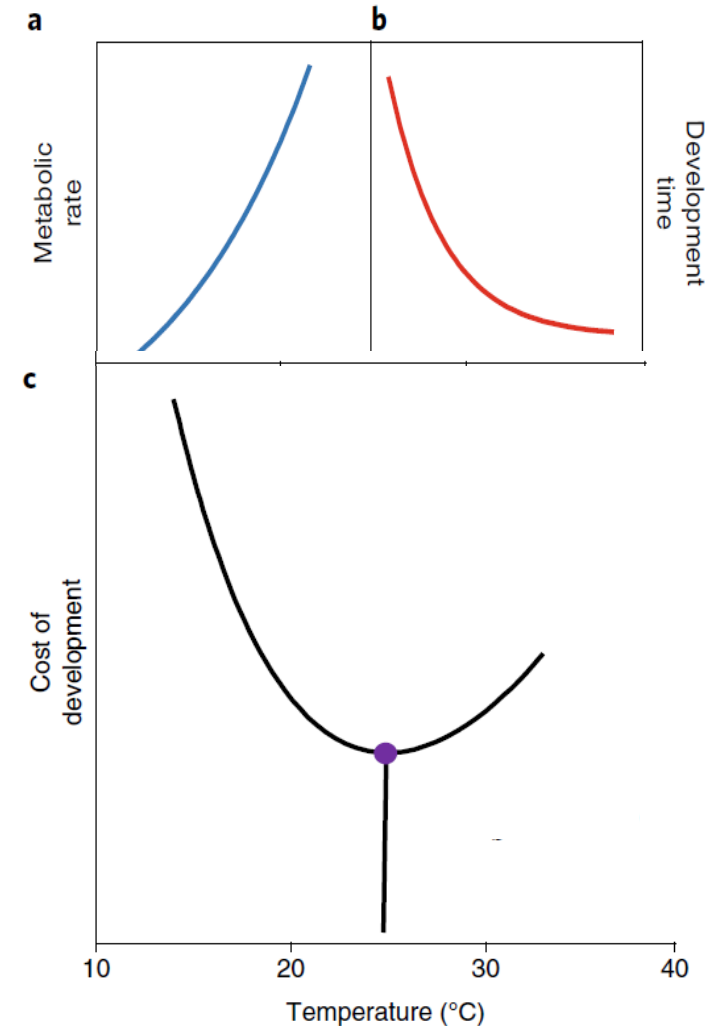 a
b
Metabolic
rate
Development
time
c
Cost of
development
10
20
30
40
Temperature (°C)